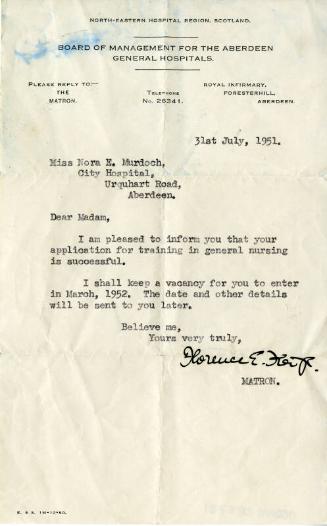 NORTH-EASTERN HOSPITAL REGION, SCOTLAND.
BOARD OF MANAGEMENT FOR THE ABERDEEN
GENERAL HOSPITALS.
PLEASE REPLY TO:—
THE
MATRON.
TELEPHONE
No. 26341.
ROYAL INFIRMARY,
FORESTERHILL,
ABERDEEN.
31st July, 1951.
Miss Nora E. Murdoch,
City Hospital,
Urquhart Road,
Aberdeen.
Dear Madam,
I am pleased to inform you that your
application for training in general nursing
is successful.
I shall keep a vacancy for you to enter
in March, 1952. The date and other details
will be sent to you later.
Believe me,
Yours very truly,
Florence E.
MATRON.